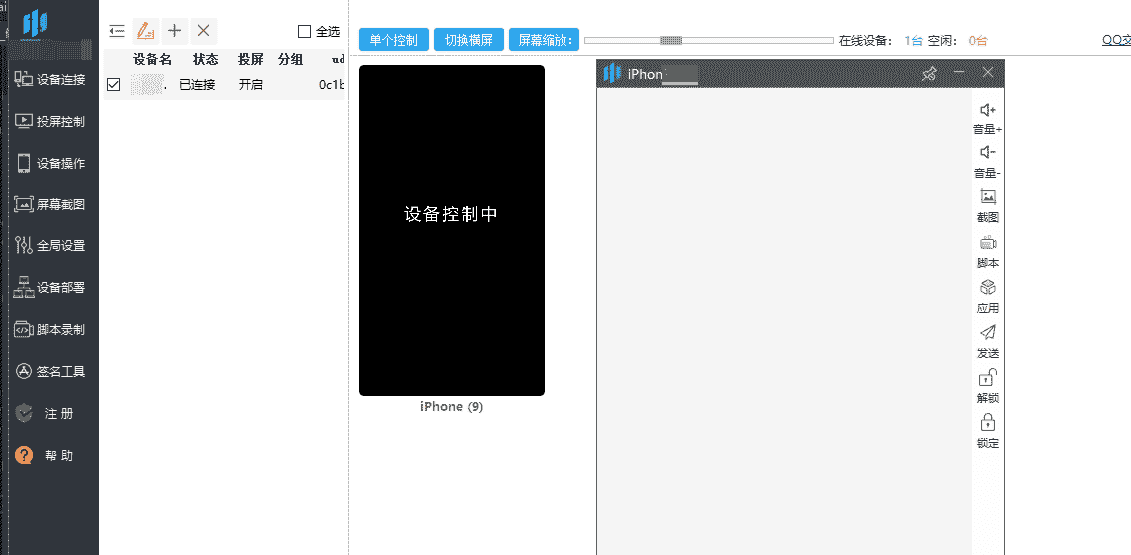 设备连接
投屏控制
设备操作
屏幕截图
全局设置
设备部署
脚本录制
签名工具
注 册
帮 助
全选
设备名 状态 投屏 分组 ud
. 已连接 开启 0c1b
单个控制 切换横屏 屏幕缩放: 在线设备: 1台 空闲: 0台 QQ交
设备控制中
iPhone (9)
iPhon
音量+
音量-
截图
脚本
应用
发送
解锁
锁定